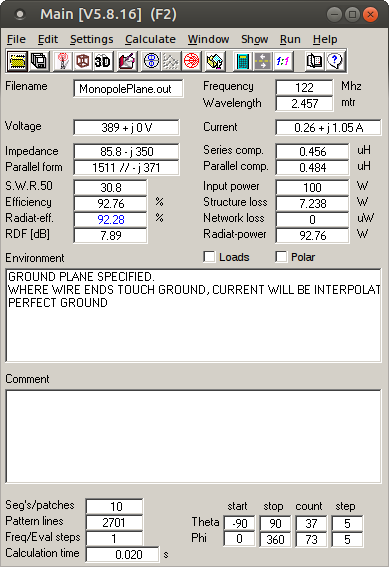 Main [V5.8.16] (F2)
File Edit Settings Calculate Window Show Run Help
3D 1:1
Filename MonopolePlane.out Frequency 122 Mhz
Wavelength 2.457 mtr
Voltage 389 + j 0 V Current 0.26 + j 1.05 A
Impedance 85.8 - j 350 Series comp. 0.456 uH
Parallel form 1511 // - j 371 Parallel comp. 0.484 uH
S.W.R.50 30.8 Input power 100 W
Efficiency 92.76 % Structure loss 7.238 W
Radiat-eff. 92.28 % Network loss 0 uW
RDF [dB] 7.89 Radiat-power 92.76 W
Environment Loads Polar
GROUND PLANE SPECIFIED.
WHERE WIRE ENDS TOUCH GROUND, CURRENT WILL BE INTERPOLAT
PERFECT GROUND
Comment
Seg's/patches 10 start stop count step
Pattern lines 2701 Theta -90 90 37 5
Freq/Eval steps 1 Phi 0 360 73 5
Calculation time 0.020 s